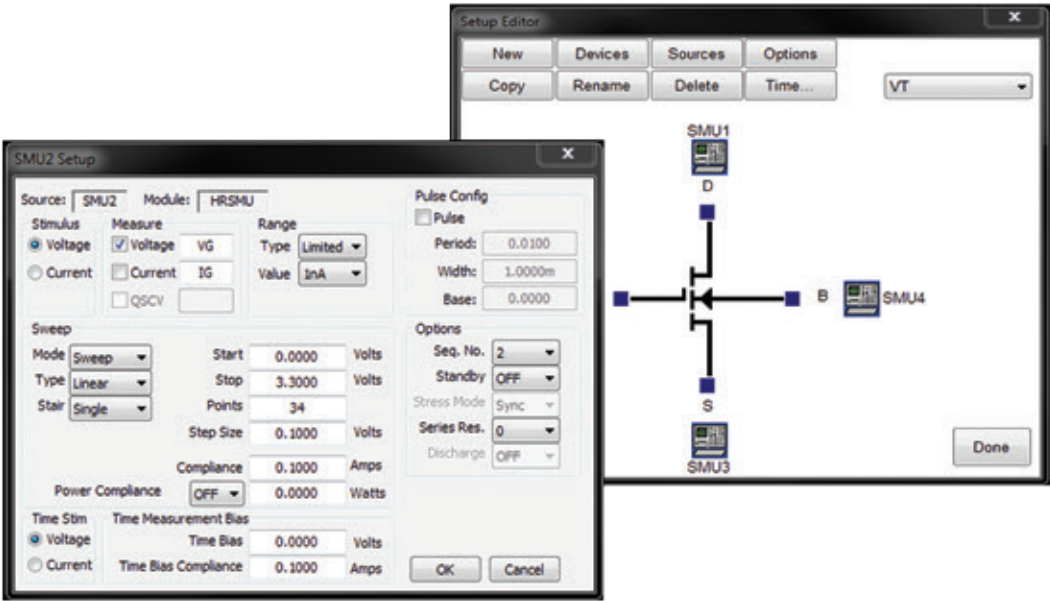 Setup Editor
x
New Devices Sources Options
Copy Rename Delete Time... VT
SMU1
D
B SMU4
S
SMU3
Done
SMU2 Setup
x
Source: SMU2 Module: HRSMU
Stimulus Measure Range
Voltage Voltage VG Type Limited
Current Current IG Value 1nA
QSCV
Pulse Config
Pulse
Period: 0.0100
Width: 1.0000m
Base: 0.0000
Sweep
Mode Sweep Start 0.0000 Volts
Type Linear Stop 3.3000 Volts
Stair Single Points 34
Step Size 0.1000 Volts
Compliance 0.1000 Amps
Power Compliance OFF 0.0000 Watts
Options
Seq. No. 2
Standby OFF
Stress Mode Sync
Series Res. 0
Discharge OFF
Time Stim Time Measurement Bias
Voltage Time Bias 0.0000 Volts
Current Time Bias Compliance 0.1000 Amps
OK Cancel